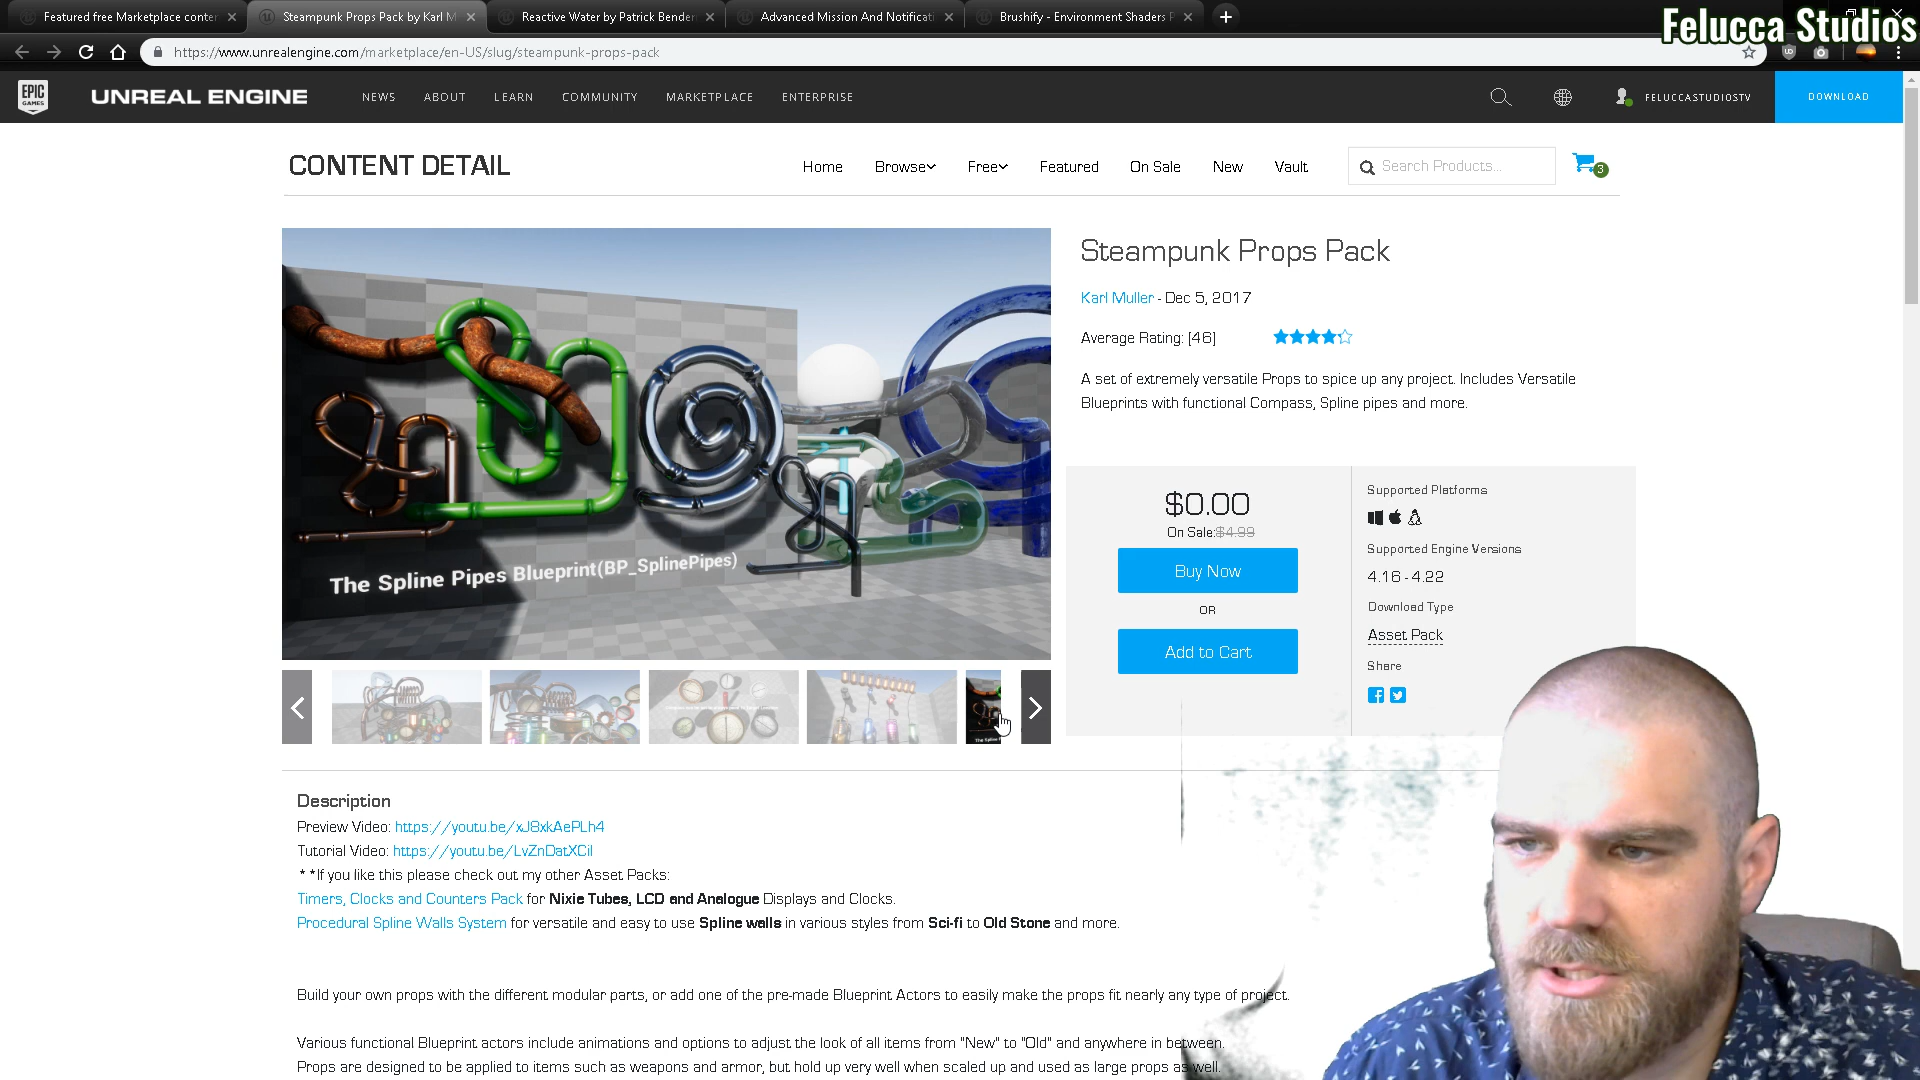 Featured free Marketplace conter
Steampunk Props Pack by Karl M
Reactive Water by Patrick Bender
Advanced Mission And Notificati
Brushify - Environment Shaders P
Felucca Studios
https://www.unrealengine.com/marketplace/en-US/slug/steampunk-props-pack
EPIC GAMES
UNREAL ENGINE
NEWS
ABOUT
LEARN
COMMUNITY
MARKETPLACE
ENTERPRISE
FELUCCASTUDIOSTV
DOWNLOAD
CONTENT DETAIL
Home
Browse
Free
Featured
On Sale
New
Vault
Search Products...
3
The Spline Pipes Blueprint(BP_SplinePipes)
Steampunk Props Pack
Karl Muller - Dec 5, 2017
Average Rating: [46]
A set of extremely versatile Props to spice up any project. Includes Versatile
Blueprints with functional Compass, Spline pipes and more.
$0.00
On Sale:$4.99
Buy Now
OR
Add to Cart
Supported Platforms
Supported Engine Versions
4.16 - 4.22
Download Type
Asset Pack
Share
Description
Preview Video: https://youtu.be/xJ8xkAePLh4
Tutorial Video: https://youtu.be/LvZnDatXCiI
**If you like this please check out my other Asset Packs:
Timers, Clocks and Counters Pack for Nixie Tubes, LCD and Analogue Displays and Clocks.
Procedural Spline Walls System for versatile and easy to use Spline walls in various styles from Sci-fi to Old Stone and more.
Build your own props with the different modular parts, or add one of the pre-made Blueprint Actors to easily make the props fit nearly any type of project.
Various functional Blueprint actors include animations and options to adjust the look of all items from "New" to "Old" and anywhere in between.
Props are designed to be applied to items such as weapons and armor, but hold up very well when scaled up and used as large props as well.